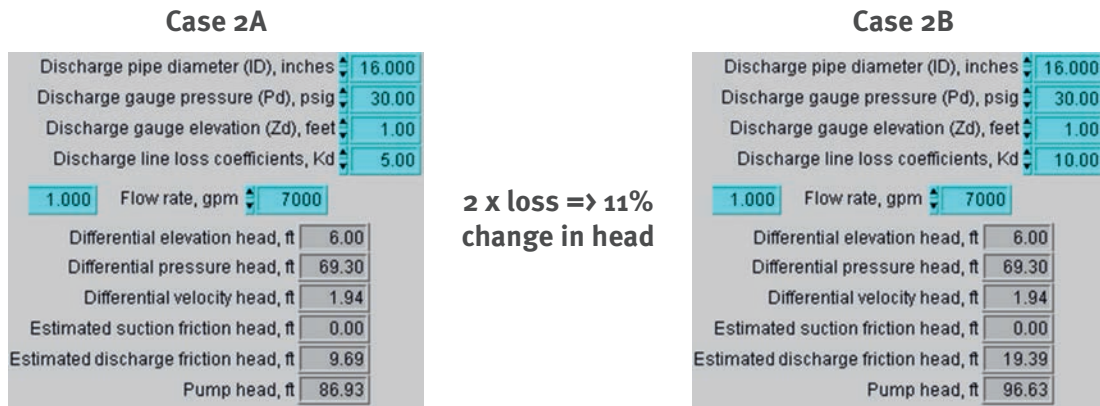 Case 2A
Discharge pipe diameter (ID), inches 16.000
Discharge gauge pressure (Pd), psig 30.00
Discharge gauge elevation (Zd), feet 1.00
Discharge line loss coefficients, Kd 5.00
1.000 Flow rate, gpm 7000
Differential elevation head, ft 6.00
Differential pressure head, ft 69.30
Differential velocity head, ft 1.94
Estimated suction friction head, ft 0.00
Estimated discharge friction head, ft 9.69
Pump head, ft 86.93
2 x loss => 11%
change in head
Case 2B
Discharge pipe diameter (ID), inches 16.000
Discharge gauge pressure (Pd), psig 30.00
Discharge gauge elevation (Zd), feet 1.00
Discharge line loss coefficients, Kd 10.00
1.000 Flow rate, gpm 7000
Differential elevation head, ft 6.00
Differential pressure head, ft 69.30
Differential velocity head, ft 1.94
Estimated suction friction head, ft 0.00
Estimated discharge friction head, ft 19.39
Pump head, ft 96.63